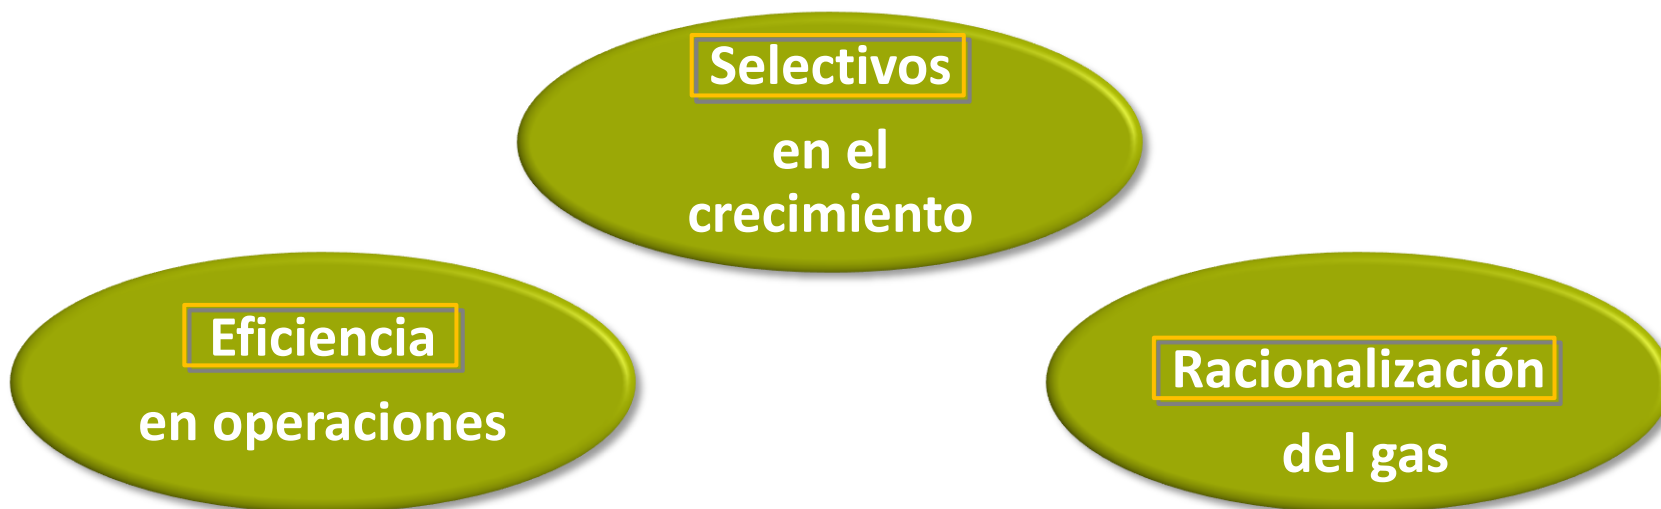 Selectivos
en el
crecimiento
Eficiencia
en operaciones
Racionalización
del gas